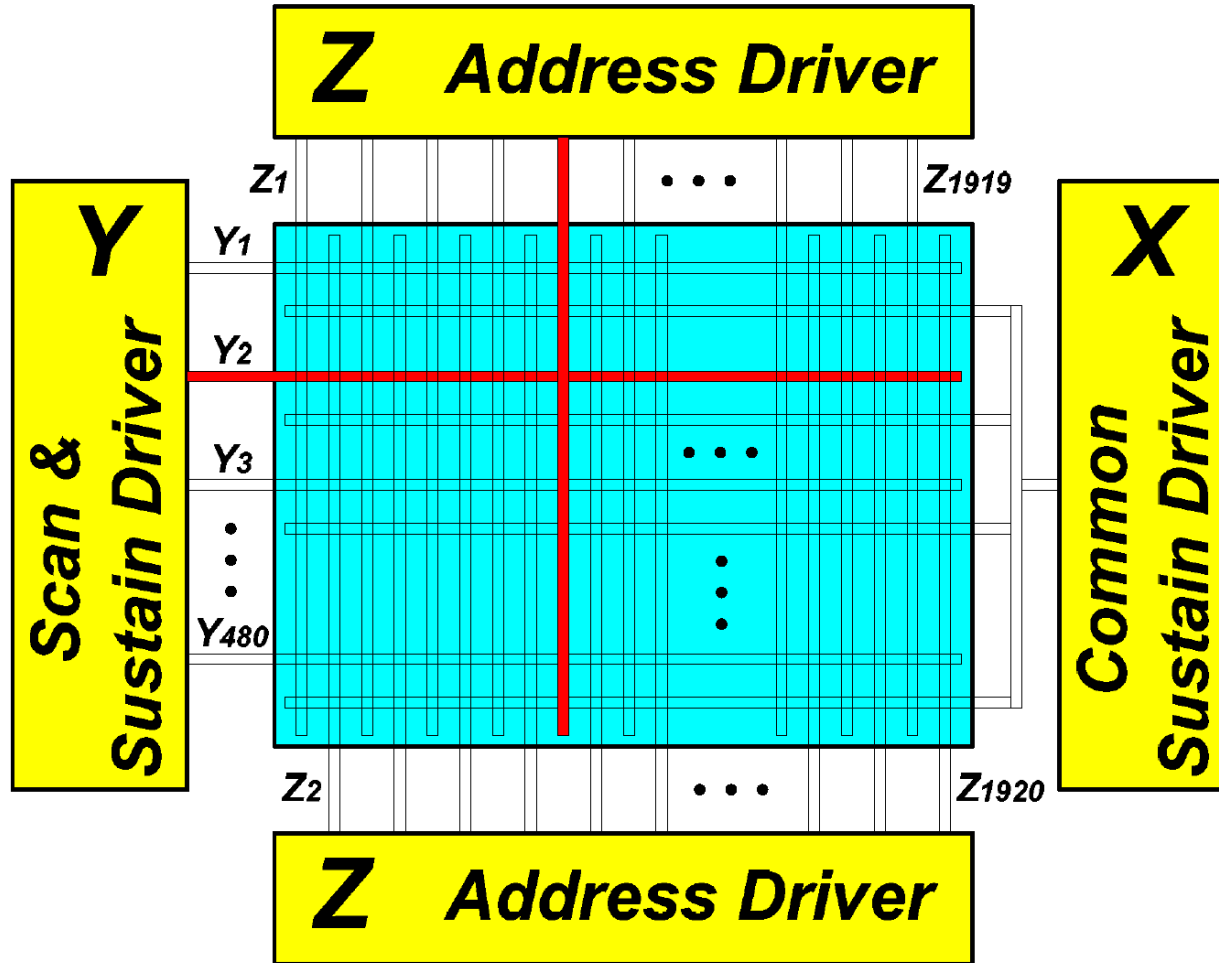 Z Address Driver
Z1 • • • Z1919
Y
Scan &
Sustain Driver
Y1
Y2
Y3
Y480
X
Common
Sustain Driver
Z2 • • • Z1920
Z Address Driver